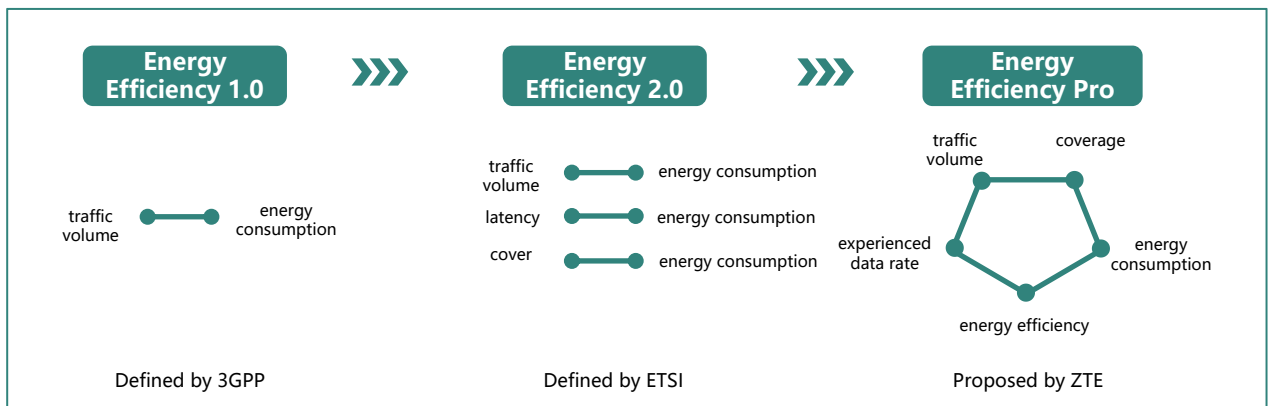 Energy
Efficiency 1.0
Energy
Efficiency 2.0
Energy
Efficiency Pro
traffic
volume
energy
consumption
traffic
volume
energy consumption
latency
energy consumption
cover
energy consumption
traffic
volume
coverage
experienced
data rate
energy
consumption
energy efficiency
Defined by 3GPP
Defined by ETSI
Proposed by ZTE